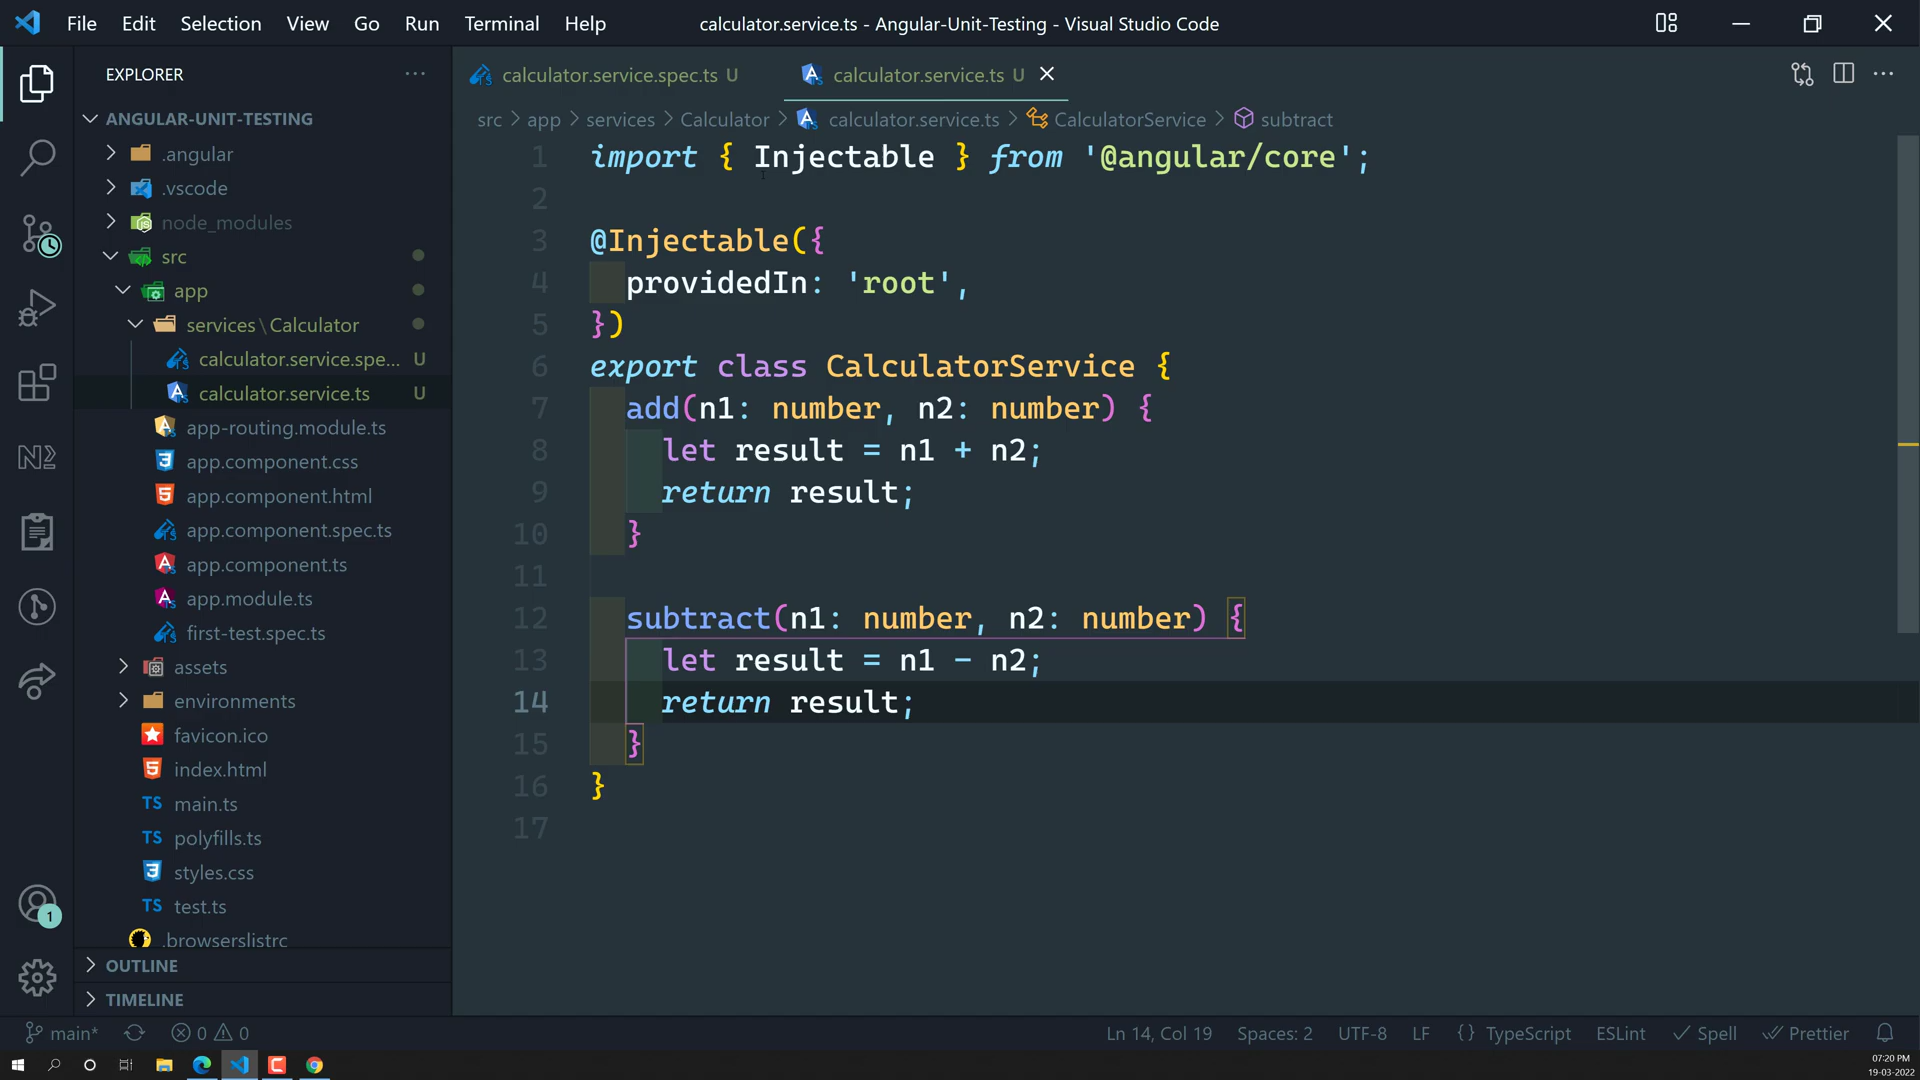 File Edit Selection View Go Run Terminal Help calculator.service.ts - Angular-Unit-Testing - Visual Studio Code
EXPLORER
ANGULAR-UNIT-TESTING
.angular
.vscode
node_modules
src
app
services\Calculator
calculator.service.spe... U
calculator.service.ts U
app-routing.module.ts
app.component.css
app.component.html
app.component.spec.ts
app.component.ts
app.module.ts
first-test.spec.ts
assets
environments
favicon.ico
index.html
TS main.ts
TS polyfills.ts
styles.css
TS test.ts
.browserslistrc
OUTLINE
TIMELINE
calculator.service.spec.ts U calculator.service.ts U
src > app > services > Calculator > calculator.service.ts > CalculatorService > subtract
1 import { Injectable } from '@angular/core';
2
3 @Injectable({
4 providedIn: 'root',
5 })
6 export class CalculatorService {
7 add(n1: number, n2: number) {
8 let result = n1 + n2;
9 return result;
10 }
11
12 subtract(n1: number, n2: number) {
13 let result = n1 - n2;
14 return result;
15 }
16 }
17
1
main* 0 0 Ln 14, Col 19 Spaces: 2 UTF-8 LF {} TypeScript ESLint Spell Prettier
07:20 PM
19-03-2022